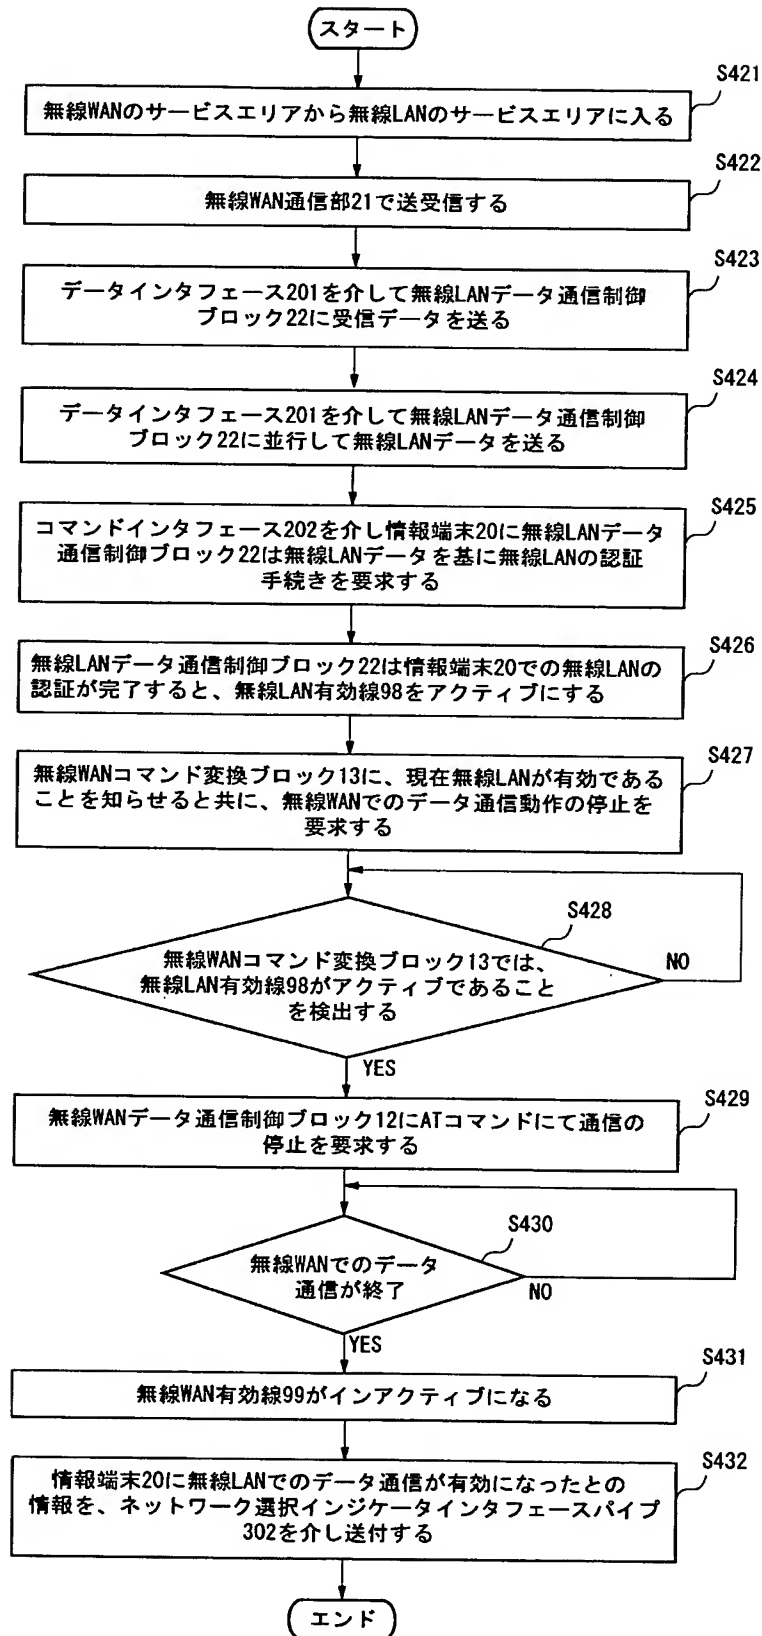 スタート
S421
無線WANのサービスエリアから無線LANのサービスエリアに入る
S422
無線WAN通信部21で送受信する
S423
データインタフェース201を介して無線LANデータ通信制御
ブロック22に受信データを送る
S424
データインタフェース201を介して無線LANデータ通信制御
ブロック22に並行して無線LANデータを送る
S425
コマンドインタフェース202を介し情報端末20に無線LANデータ
通信制御ブロック22は無線LANデータを基に無線LANの認証
手続きを要求する
S426
無線LANデータ通信制御ブロック22は情報端末20での無線LANの
認証が完了すると、無線LAN有効線98をアクティブにする
S427
無線WANコマンド変換ブロック13に、現在無線LANが有効である
ことを知らせると共に、無線WANでのデータ通信動作の停止を
要求する
S428
無線WANコマンド変換ブロック13では、
無線LAN有効線98がアクティブであること
を検出する
NO
YES
S429
無線WANデータ通信制御ブロック12にATコマンドにて通信の
停止を要求する
S430
無線WANでのデータ
通信が終了
NO
YES
S431
無線WAN有効線99がインアクティブになる
S432
情報端末20に無線LANでのデータ通信が有効になったとの
情報を、ネットワーク選択インジケータインタフェースパイプ
302を介し送付する
エンド